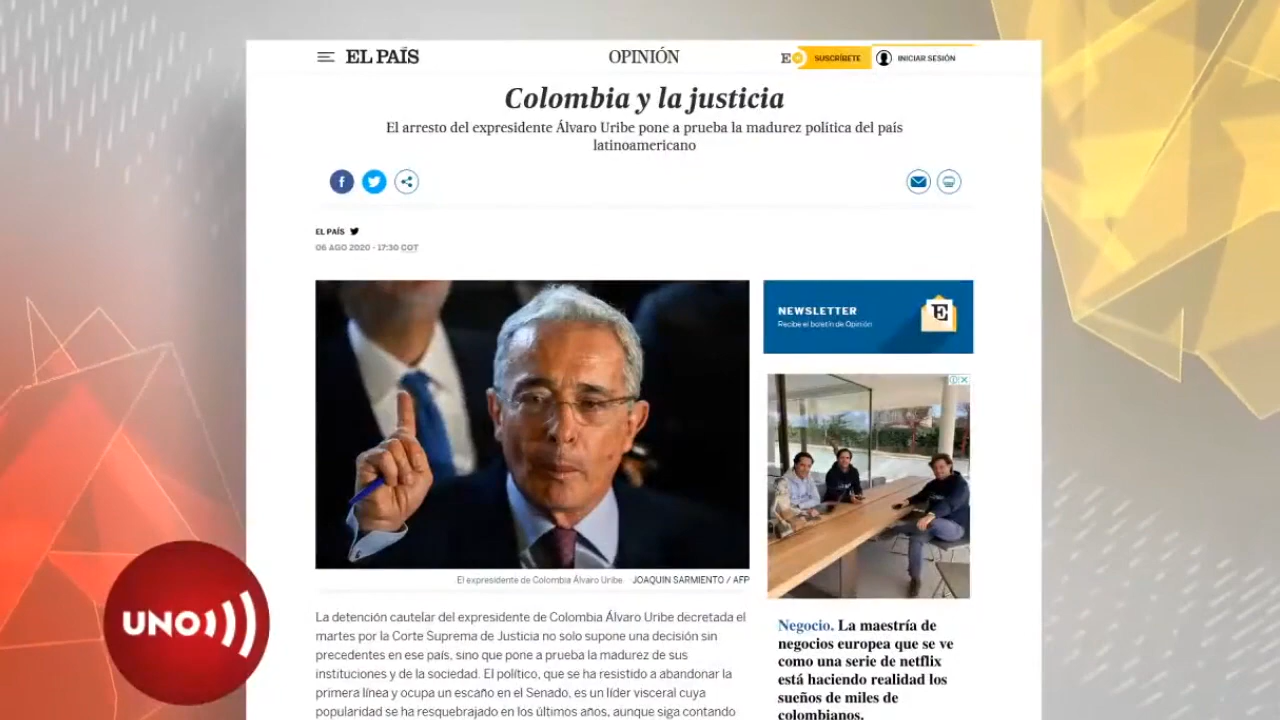 EL PAÍS
OPINIÓN
SUSCRÍBETE
INICIAR SESIÓN
Colombia y la justicia
El arresto del expresidente Álvaro Uribe pone a prueba la madurez política del país
latinoamericano
EL PAÍS
06 AGO 2020 - 17:30 COT
NEWSLETTER
Recibe el boletín de Opinión
El expresidente de Colombia Álvaro Uribe. JOAQUIN SARMIENTO / AFP
La detención cautelar del expresidente de Colombia Álvaro Uribe decretada el
martes por la Corte Suprema de Justicia no solo supone una decisión sin
precedentes en ese país, sino que pone a prueba la madurez de sus
instituciones y de la sociedad. El político, que se ha resistido a abandonar la
primera línea y ocupa un escaño en el Senado, es un líder visceral cuya
popularidad se ha resquebrajado en los últimos años, aunque siga contando
Negocio. La maestría de
negocios europea que se ve
como una serie de netflix
está haciendo realidad los
sueños de miles de
colombianos.
UNO